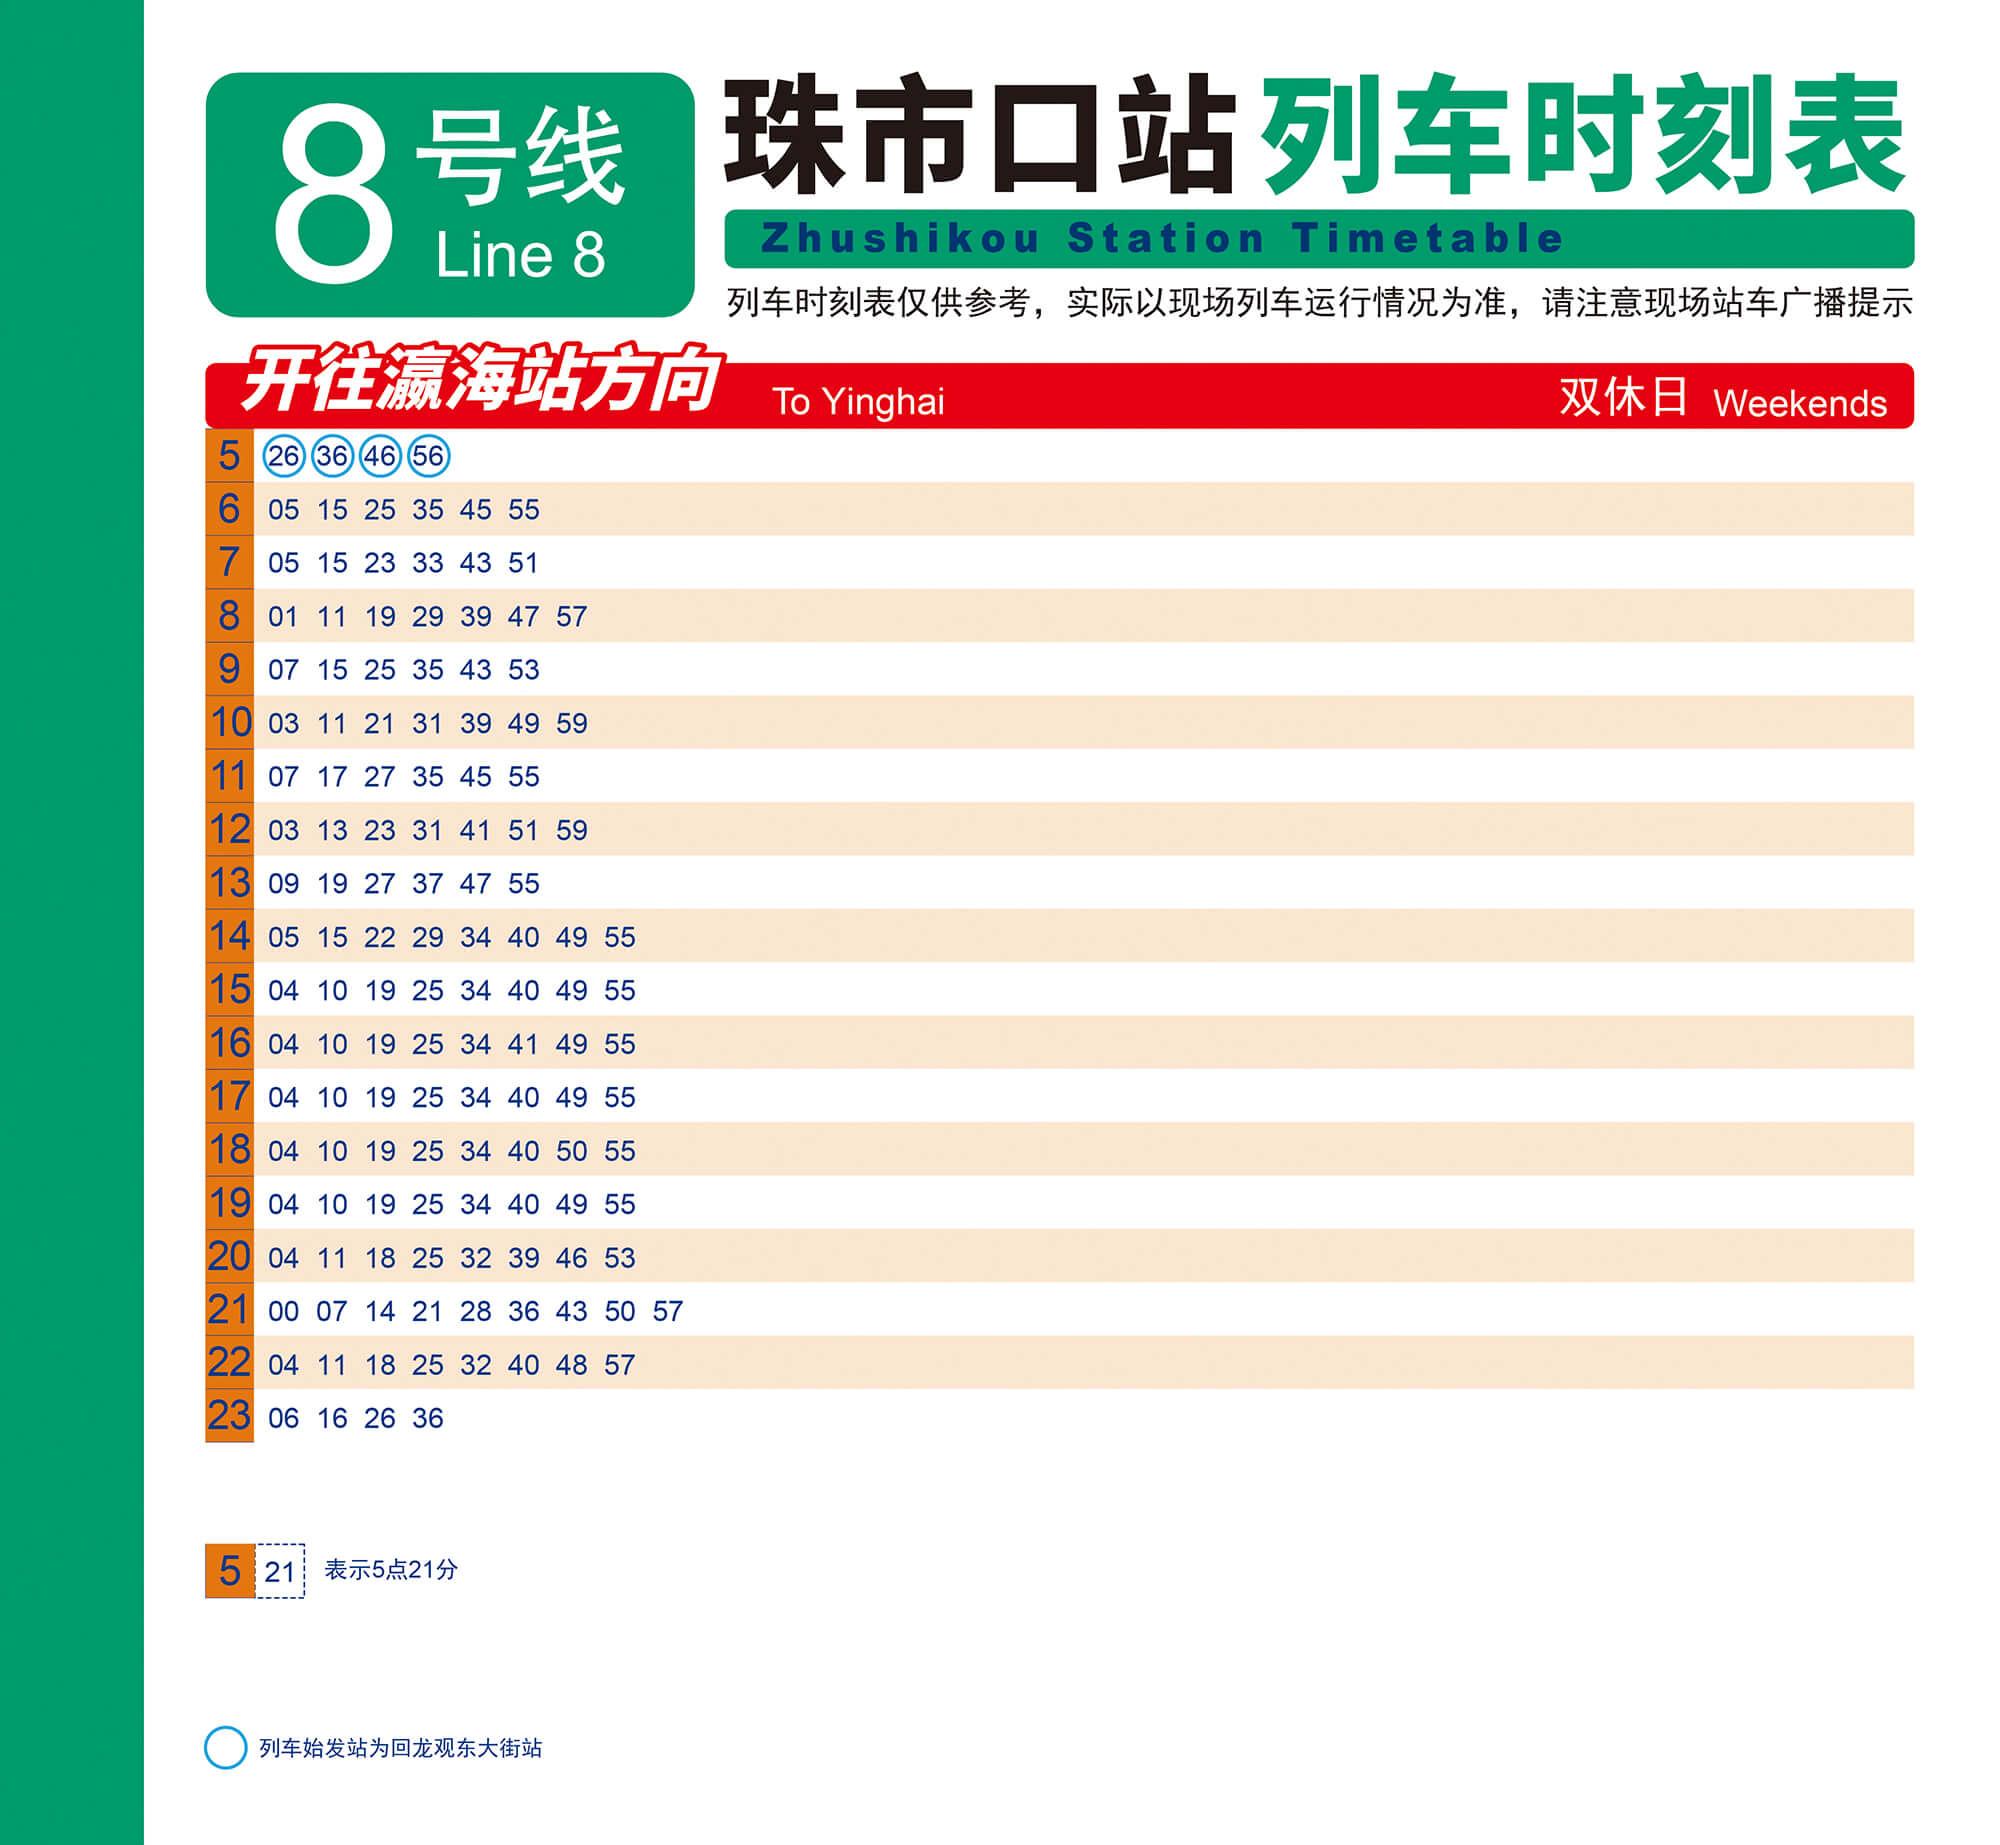 8号线
Line 8
珠市口站列车时刻表
Zhushikou Station Timetable
列车时刻表仅供参考，实际以现场列车运行情况为准，请注意现场站车广播提示
开往瀛海站方向 To Yinghai 双休日 Weekends
5 26 36 46 56
6 05 15 25 35 45 55
7 05 15 23 33 43 51
8 01 11 19 29 39 47 57
9 07 15 25 35 43 53
10 03 11 21 31 39 49 59
11 07 17 27 35 45 55
12 03 13 23 31 41 51 59
13 09 19 27 37 47 55
14 05 15 22 29 34 40 49 55
15 04 10 19 25 34 40 49 55
16 04 10 19 25 34 41 49 55
17 04 10 19 25 34 40 49 55
18 04 10 19 25 34 40 50 55
19 04 10 19 25 34 40 49 55
20 04 11 18 25 32 39 46 53
21 00 07 14 21 28 36 43 50 57
22 04 11 18 25 32 40 48 57
23 06 16 26 36
5 21 表示5点21分
列车始发站为回龙观东大街站